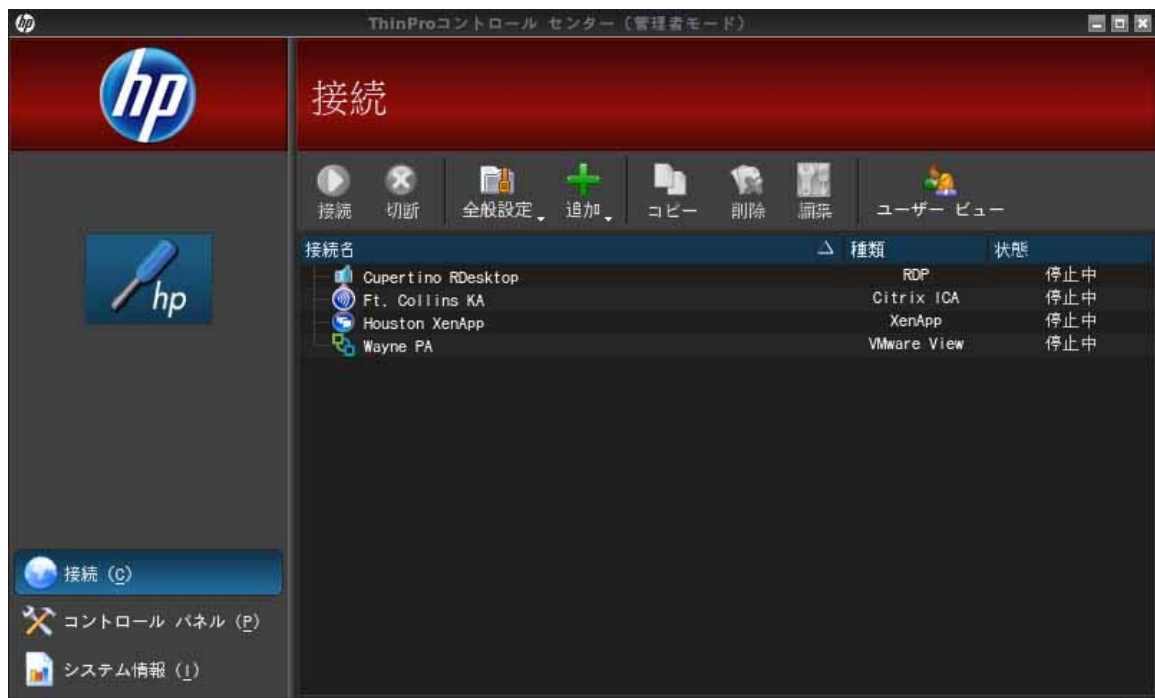 hp
ThinProコントロール センター（管理者モード）
hp
接続
接続 切断 全般設定 追加 コピー 削除 編集 ユーザー ビュー
hp
接続名 種類 状態
Cupertino RDesktop RDP 停止中
Ft. Collins KA Citrix ICA 停止中
Houston XenApp XenApp 停止中
Wayne PA VMware View 停止中
接続 (C)
コントロール パネル (P)
システム情報 (I)